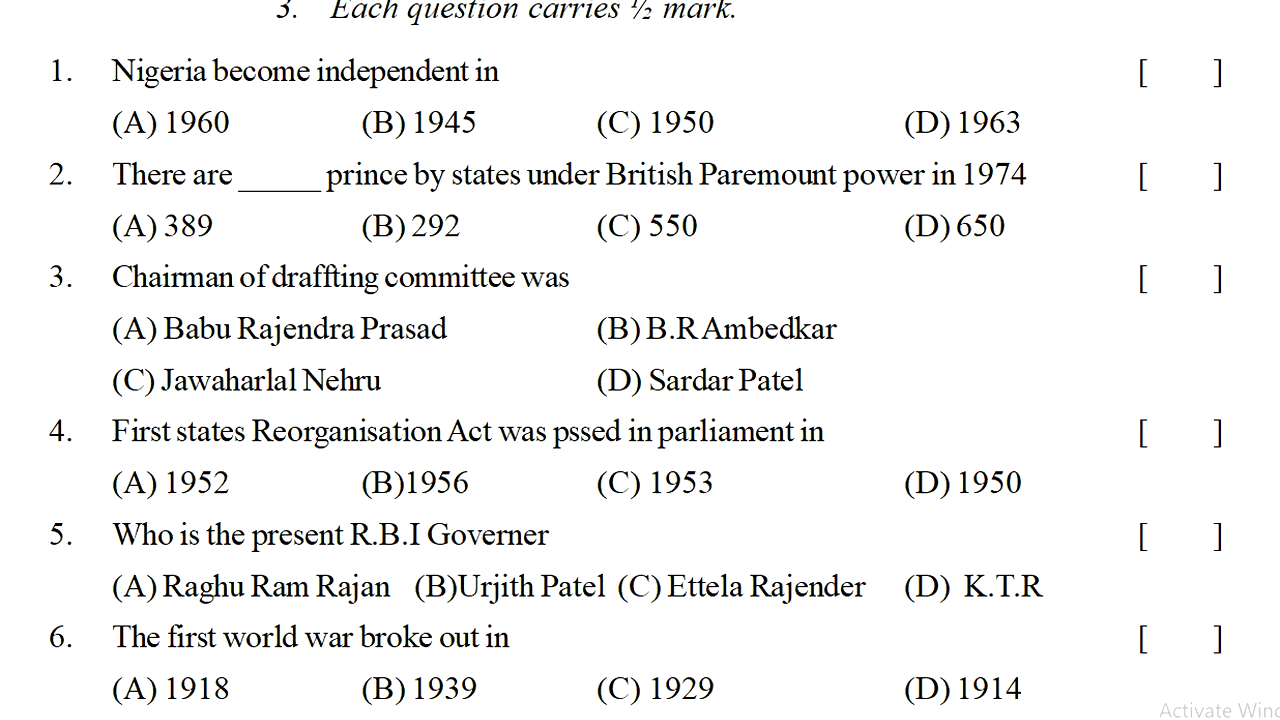 3. Each question carries ½ mark.
1. Nigeria become independent in [ ]
(A) 1960 (B) 1945 (C) 1950 (D) 1963
2. There are _____ prince by states under British Paremount power in 1974 [ ]
(A) 389 (B) 292 (C) 550 (D) 650
3. Chairman of draffting committee was [ ]
(A) Babu Rajendra Prasad (B) B.R Ambedkar
(C) Jawaharlal Nehru (D) Sardar Patel
4. First states Reorganisation Act was pssed in parliament in [ ]
(A) 1952 (B)1956 (C) 1953 (D) 1950
5. Who is the present R.B.I Governer [ ]
(A) Raghu Ram Rajan (B)Urjith Patel (C) Ettela Rajender (D) K.T.R
6. The first world war broke out in [ ]
(A) 1918 (B) 1939 (C) 1929 (D) 1914
Activate Wind